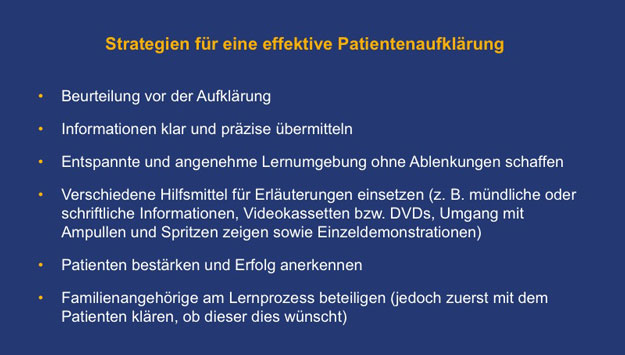 Strategien für eine effektive Patientenaufklärung
• Beurteilung vor der Aufklärung
• Informationen klar und präzise übermitteln
• Entspannte und angenehme Lernumgebung ohne Ablenkungen schaffen
• Verschiedene Hilfsmittel für Erläuterungen einsetzen (z. B. mündliche oder
schriftliche Informationen, Videokassetten bzw. DVDs, Umgang mit
Ampullen und Spritzen zeigen sowie Einzeldemonstrationen)
• Patienten bestärken und Erfolg anerkennen
• Familienangehörige am Lernprozess beteiligen (jedoch zuerst mit dem
Patienten klären, ob dieser dies wünscht)